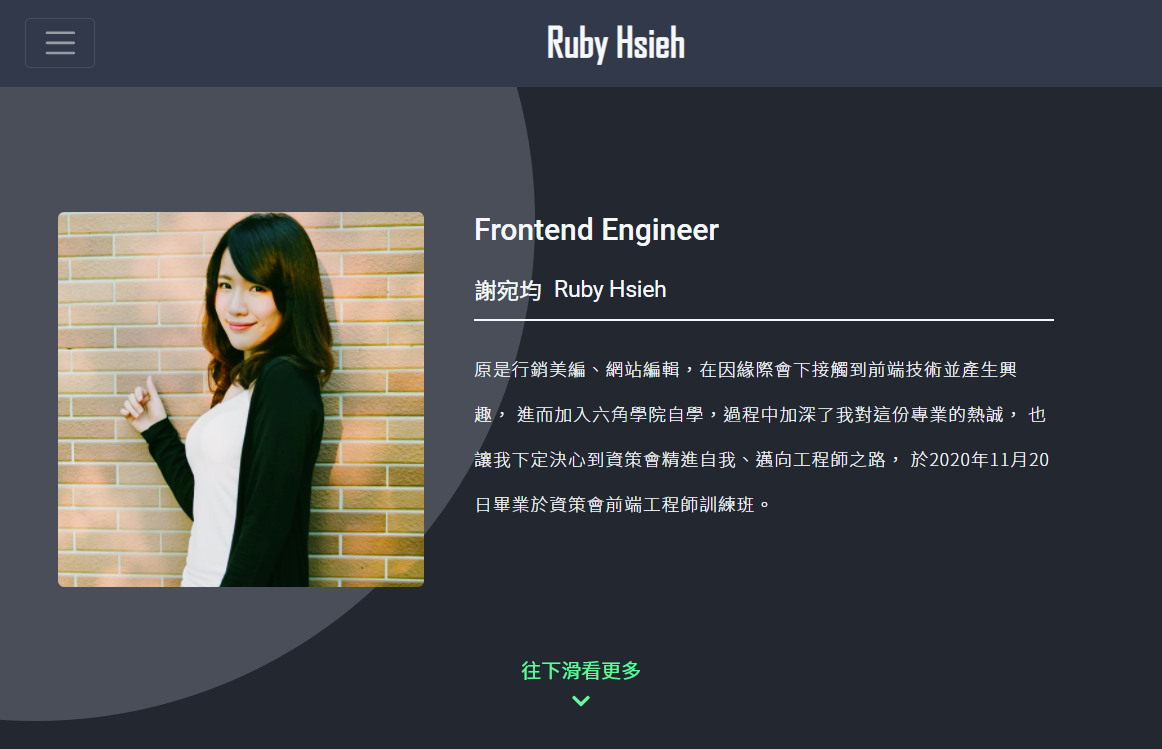 Ruby Hsieh
Frontend Engineer
謝宛均 Ruby Hsieh
原是行銷美編、網站編輯，在因緣際會下接觸到前端技術並產生興
趣， 進而加入六角學院自學，過程中加深了我對這份專業的熱誠， 也
讓我下定決心到資策會精進自我、邁向工程師之路， 於2020年11月20
日畢業於資策會前端工程師訓練班。
往下滑看更多